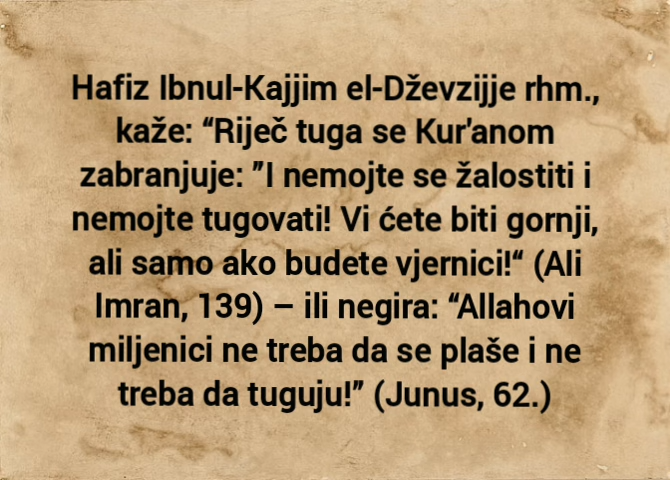 Hafiz Ibnul-Kajjim el-Dževzijje rhm.,
kaže: “Riječ tuga se Kur'anom
zabranjuje: ”I nemojte se žalostiti i
nemojte tugovati! Vi ćete biti gornji,
ali samo ako budete vjernici!“ (Ali
Imran, 139) – ili negira: “Allahovi
miljenici ne treba da se plaše i ne
treba da tuguju!” (Junus, 62.)